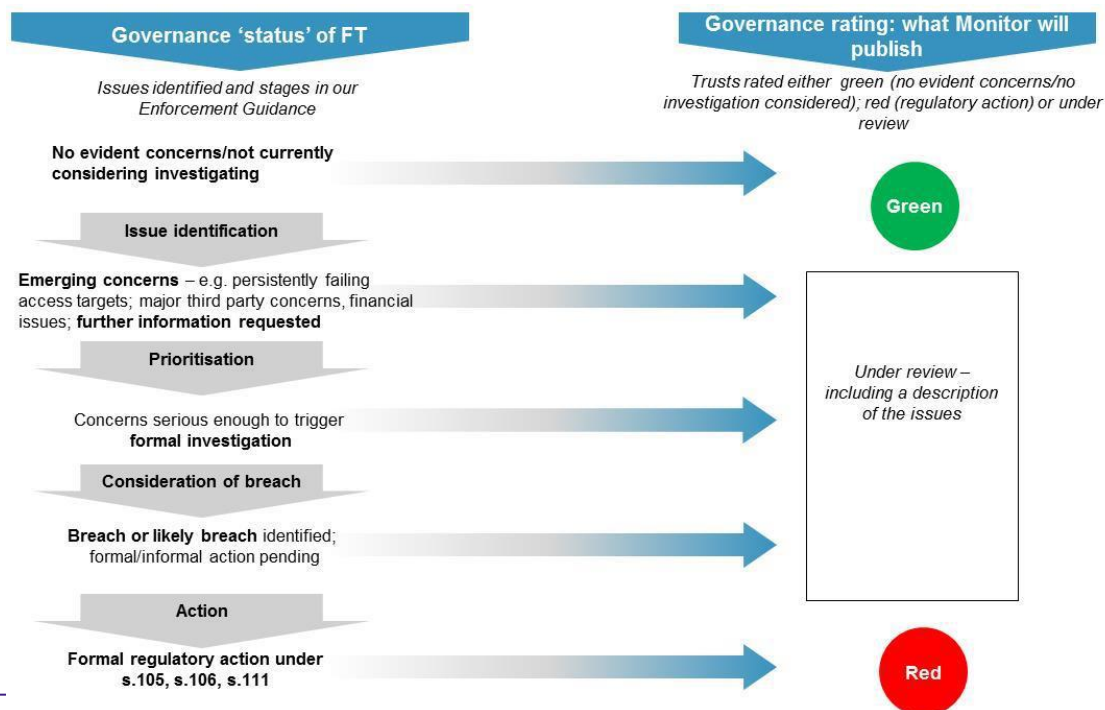 Governance ‘status’ of FT
Governance rating: what Monitor will
publish
Issues identified and stages in our
Enforcement Guidance
Trusts rated either green (no evident concerns/no
investigation considered); red (regulatory action) or under
review
No evident concerns/not currently
considering investigating
Green
Issue identification
Emerging concerns – e.g. persistently failing
access targets; major third party concerns, financial
issues; further information requested
Prioritisation
Under review –
including a description
of the issues
Concerns serious enough to trigger
formal investigation
Consideration of breach
Breach or likely breach identified;
formal/informal action pending
Action
Formal regulatory action under
s.105, s.106, s.111
Red